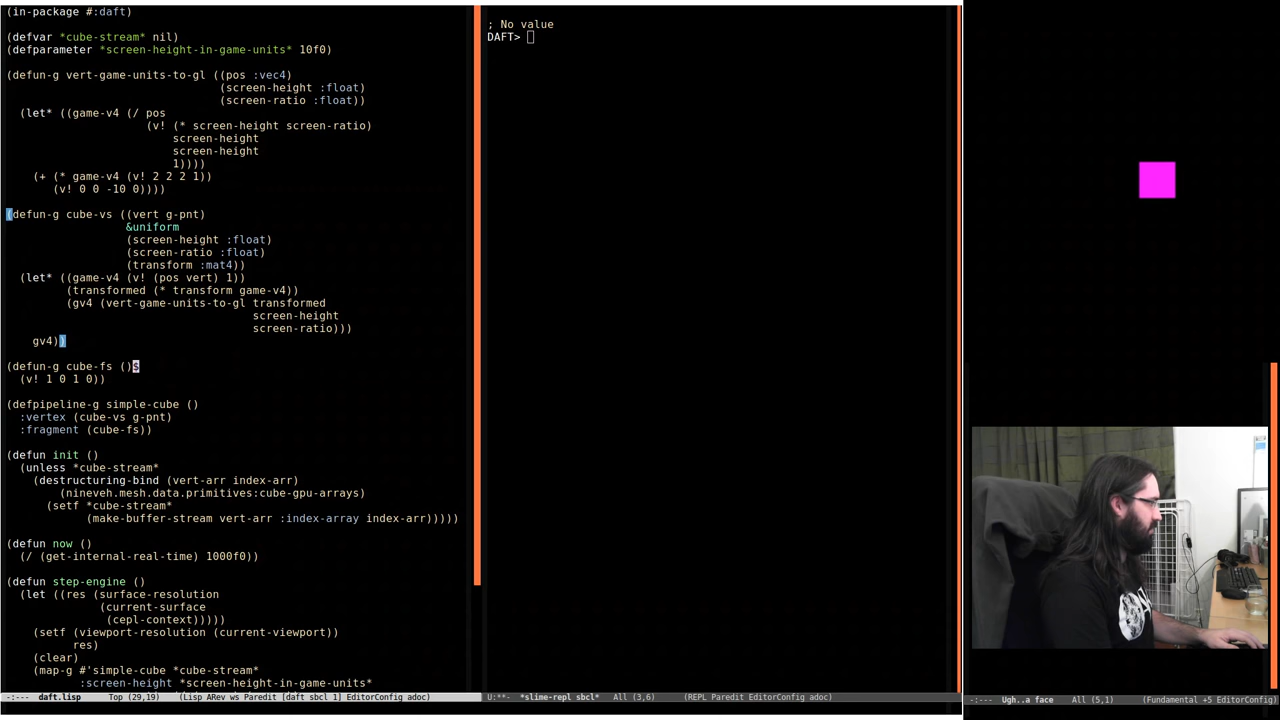 (in-package #:daft)
(defvar *cube-stream* nil)
(defparameter *screen-height-in-game-units* 10f0)
(defun-g vert-game-units-to-gl ((pos :vec4)
(screen-height :float)
(screen-ratio :float))
(let* ((game-v4 (/ pos
(v! (* screen-height screen-ratio)
screen-height
screen-height
1))))
(+ (* game-v4 (v! 2 2 2 1))
(v! 0 0 -10 0))))
(defun-g cube-vs ((vert g-pnt)
&uniform
(screen-height :float)
(screen-ratio :float)
(transform :mat4))
(let* ((game-v4 (v! (pos vert) 1))
(transformed (* transform game-v4))
(gv4 (vert-game-units-to-gl transformed
screen-height
screen-ratio)))
gv4))
(defun-g cube-fs ()$
(v! 1 0 1 0))
(defpipeline-g simple-cube ()
:vertex (cube-vs g-pnt)
:fragment (cube-fs))
(defun init ()
(unless *cube-stream*
(destructuring-bind (vert-arr index-arr)
(nineveh.mesh.data.primitives:cube-gpu-arrays)
(setf *cube-stream*
(make-buffer-stream vert-arr :index-array index-arr)))))
(defun now ()
(/ (get-internal-real-time) 1000f0))
(defun step-engine ()
(let ((res (surface-resolution
(current-surface
(cepl-context)))))
(setf (viewport-resolution (current-viewport))
res)
(clear)
(map-g #'simple-cube *cube-stream*
:screen-height *screen-height-in-game-units*
-:--- daft.lisp Top (29,19) (Lisp ARev ws Paredit [daft sbcl 1] EditorConfig adoc)
; No value
DAFT>
U:**- *slime-repl sbcl* All (3,6) (REPL Paredit EditorConfig adoc)
-:--- Ugh..a face All (5,1) (Fundamental +5 EditorConfig)